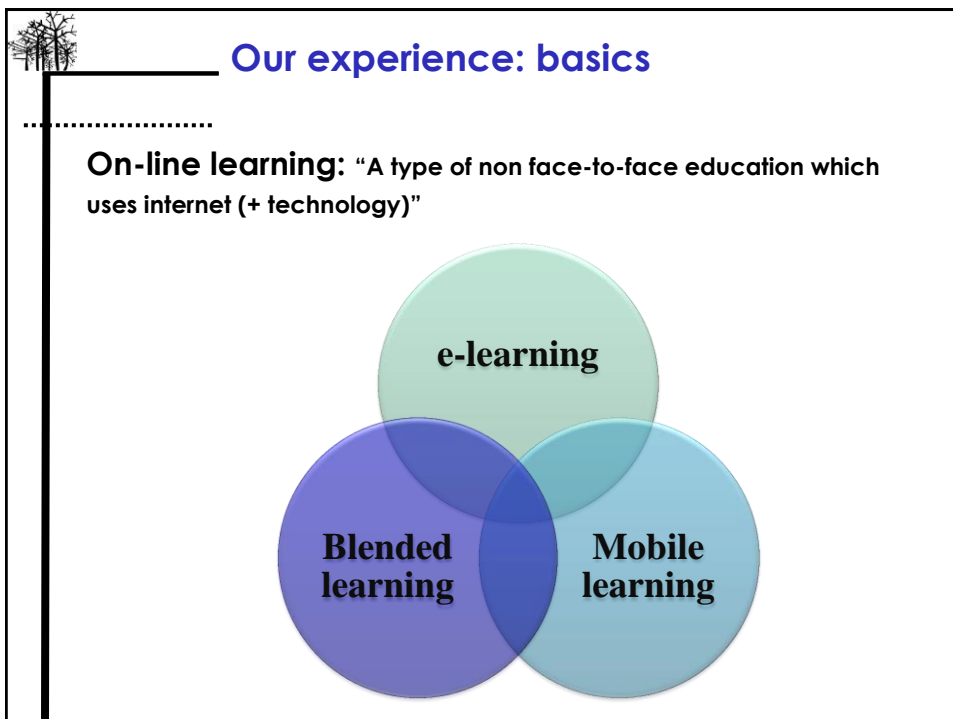 Our experience: basics
On-line learning: “A type of non face-to-face education which
uses internet (+ technology)”
e-learning
Blended
learning
Mobile
learning